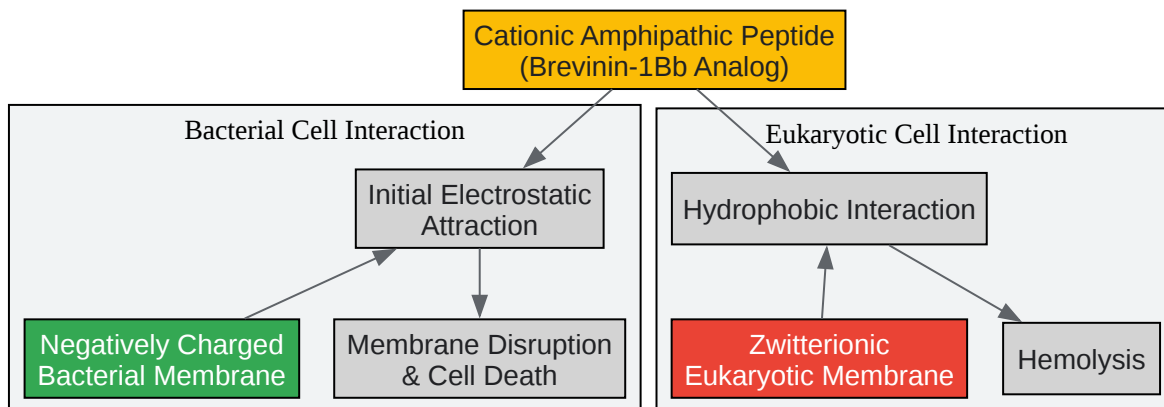 Cationic Amphipathic Peptide
(Brevinin-1Bb Analog)
Bacterial Cell Interaction
Initial Electrostatic
Attraction
Negatively Charged
Bacterial Membrane
Membrane Disruption
& Cell Death
Eukaryotic Cell Interaction
Hydrophobic Interaction
Zwitterionic
Eukaryotic Membrane
Hemolysis